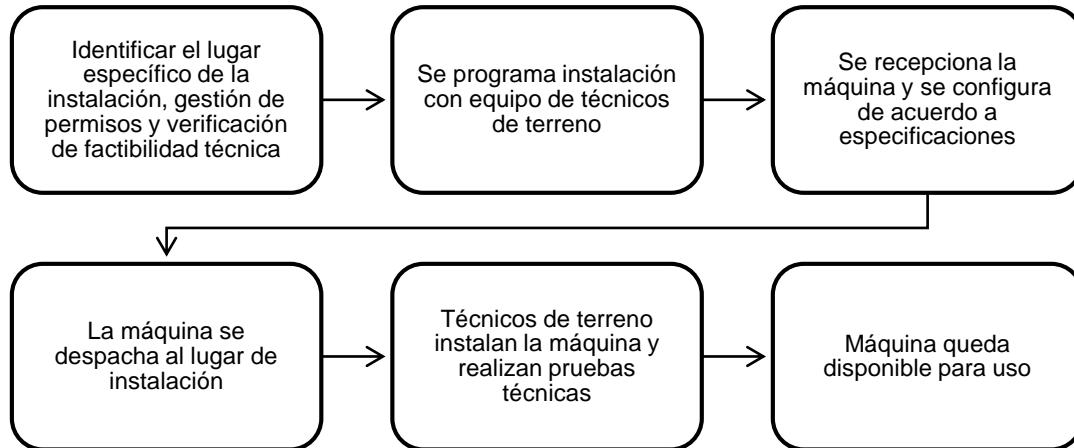 Identificar el lugar
específico de la
instalación, gestión de
permisos y verificación
de factibilidad técnica
Se programa instalación
con equipo de técnicos
de terreno
Se recepciona la
máquina y se configura
de acuerdo a
especificaciones
La máquina se
despacha al lugar de
instalación
Técnicos de terreno
instalan la máquina y
realizan pruebas
técnicas
Máquina queda
disponible para uso